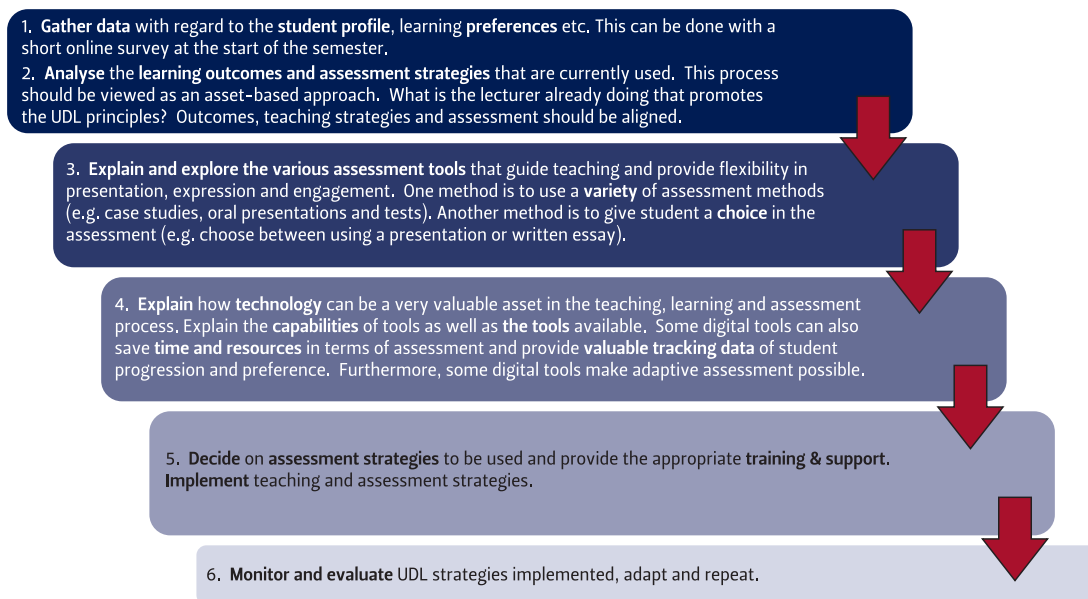 1. Gather data with regard to the student profile, learning preferences etc. This can be done with a
short online survey at the start of the semester.
2. Analyse the learning outcomes and assessment strategies that are currently used. This process
should be viewed as an asset-based approach. What is the lecturer already doing that promotes
the UDL principles? Outcomes, teaching strategies and assessment should be aligned.
3. Explain and explore the various assessment tools that guide teaching and provide flexibility in
presentation, expression and engagement. One method is to use a variety of assessment methods
(e.g. case studies, oral presentations and tests). Another method is to give student a choice in the
assessment (e.g. choose between using a presentation or written essay).
4. Explain how technology can be a very valuable asset in the teaching, learning and assessment
process. Explain the capabilities of tools as well as the tools available. Some digital tools can also
save time and resources in terms of assessment and provide valuable tracking data of student
progression and preference. Furthermore, some digital tools make adaptive assessment possible.
5. Decide on assessment strategies to be used and provide the appropriate training & support.
Implement teaching and assessment strategies.
6. Monitor and evaluate UDL strategies implemented, adapt and repeat.